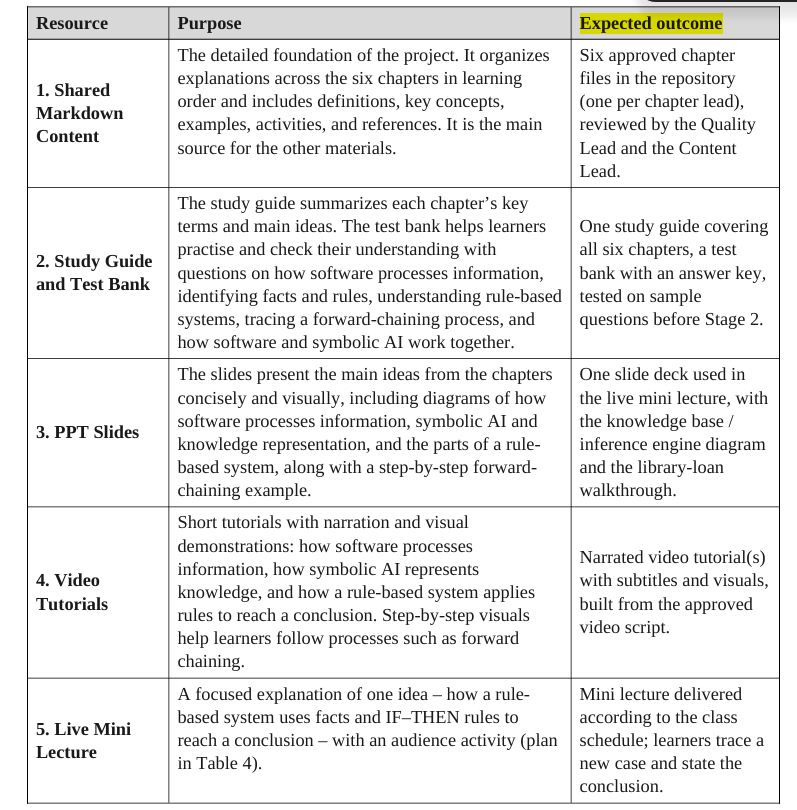 Resource Purpose Expected outcome
1. Shared
Markdown
Content
The detailed foundation of the project. It organizes
explanations across the six chapters in learning
order and includes definitions, key concepts,
examples, activities, and references. It is the main
source for the other materials.
Six approved chapter
files in the repository
(one per chapter lead),
reviewed by the Quality
Lead and the Content
Lead.
2. Study Guide
and Test Bank
The study guide summarizes each chapter’s key
terms and main ideas. The test bank helps learners
practise and check their understanding with
questions on how software processes information,
identifying facts and rules, understanding rule-based
systems, tracing a forward-chaining process, and
how software and symbolic AI work together.
One study guide covering
all six chapters, a test
bank with an answer key,
tested on sample
questions before Stage 2.
3. PPT Slides
The slides present the main ideas from the chapters
concisely and visually, including diagrams of how
software processes information, symbolic AI and
knowledge representation, and the parts of a rule-
based system, along with a step-by-step forward-
chaining example.
One slide deck used in
the live mini lecture, with
the knowledge base /
inference engine diagram
and the library-loan
walkthrough.
4. Video
Tutorials
Short tutorials with narration and visual
demonstrations: how software processes
information, how symbolic AI represents
knowledge, and how a rule-based system applies
rules to reach a conclusion. Step-by-step visuals
help learners follow processes such as forward
chaining.
Narrated video tutorial(s)
with subtitles and visuals,
built from the approved
video script.
5. Live Mini
Lecture
A focused explanation of one idea – how a rule-
based system uses facts and IF–THEN rules to
reach a conclusion – with an audience activity (plan
in Table 4).
Mini lecture delivered
according to the class
schedule; learners trace a
new case and state the
conclusion.